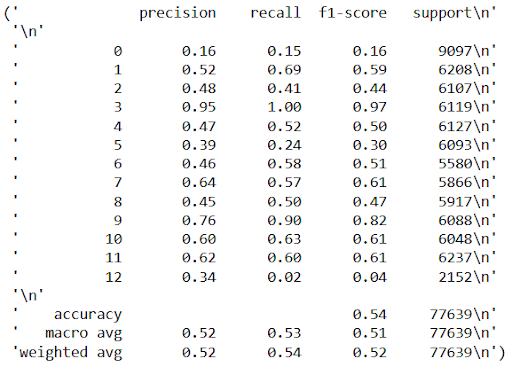 ('              precision    recall  f1-score   support\n'
'\n'
'           0       0.16      0.15      0.16      9097\n'
'           1       0.52      0.69      0.59      6208\n'
'           2       0.48      0.41      0.44      6107\n'
'           3       0.95      1.00      0.97      6119\n'
'           4       0.47      0.52      0.50      6127\n'
'           5       0.39      0.24      0.30      6093\n'
'           6       0.46      0.58      0.51      5580\n'
'           7       0.64      0.57      0.61      5866\n'
'           8       0.45      0.50      0.47      5917\n'
'           9       0.76      0.90      0.82      6088\n'
'          10       0.60      0.63      0.61      6048\n'
'          11       0.62      0.60      0.61      6237\n'
'          12       0.34      0.02      0.04      2152\n'
'\n'
'    accuracy                           0.54     77639\n'
'   macro avg       0.52      0.53      0.51     77639\n'
'weighted avg       0.52      0.54      0.52     77639\n')